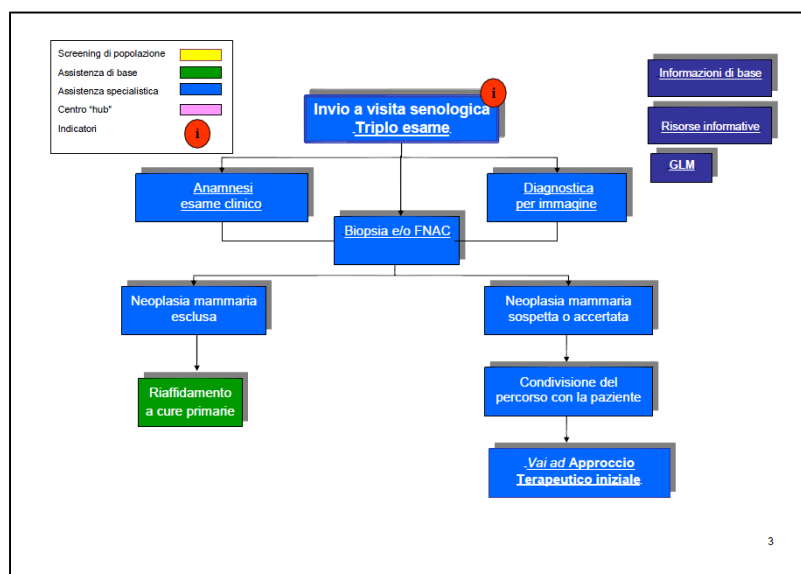 Screening di popolazione
Assistenza di base
Assistenza specialistica
Centro "hub"
Indicatori
i
i
Invio a visita senologica
Triplo esame
Informazioni di base
Risorse informative
GLM
Anamnesi
esame clinico
Diagnostica
per immagine
Biopsia e/o FNAC
Neoplasia mammaria
esclusa
Neoplasia mammaria
sospetta o accertata
Riaffidamento
a cure primarie
Condivisione del
percorso con la paziente
Vai ad Approccio
Terapeutico iniziale
3